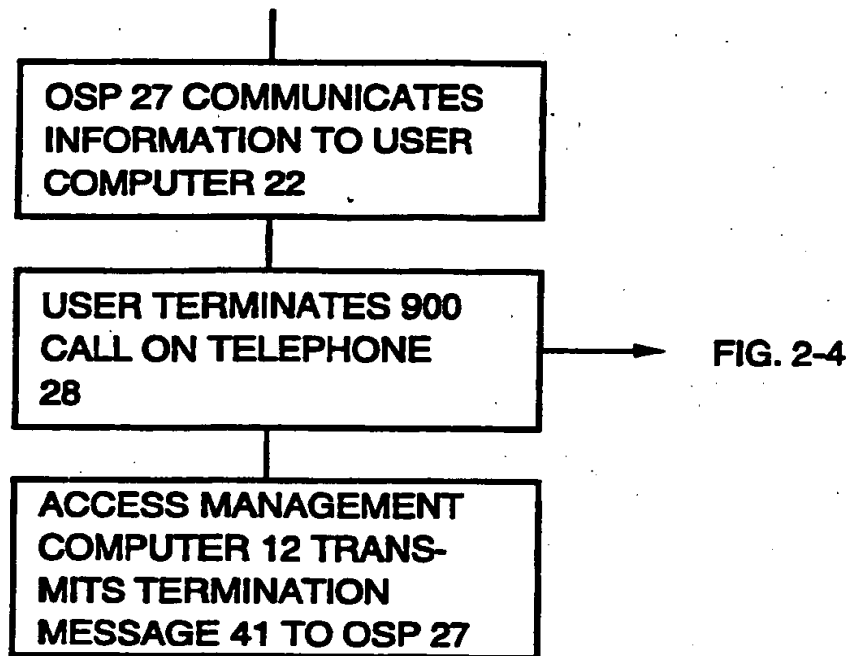 OSP 27 COMMUNICATES
INFORMATION TO USER
COMPUTER 22
USER TERMINATES 900
CALL ON TELEPHONE
28
FIG. 2-4
ACCESS MANAGEMENT
COMPUTER 12 TRANS-
MITS TERMINATION
MESSAGE 41 TO OSP 27